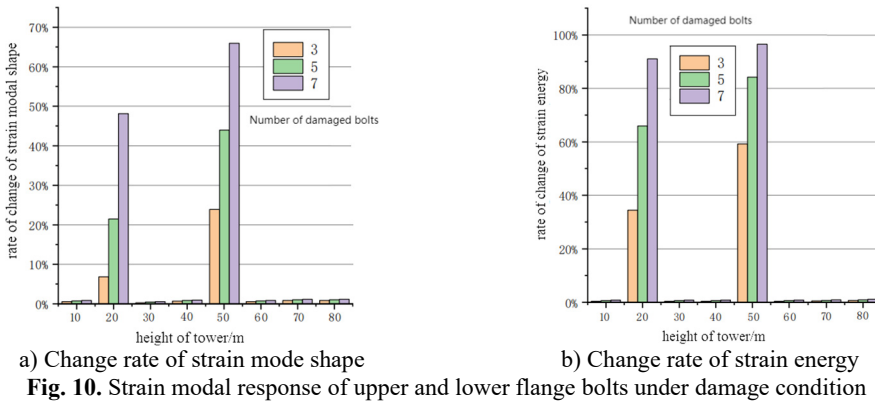 70%
60%
50%
40%
30%
20%
10%
0%
rate of change of strain modal shape
3
5
7
Number of damaged bolts
10 20 30 40 50 60 70 80
height of tower/m
a) Change rate of strain mode shape
Number of damaged bolts
100%
80%
60%
40%
20%
0%
rate of change of strain energy
3
5
7
10 20 30 40 50 60 70 80
height of tower/m
b) Change rate of strain energy
Fig. 10. Strain modal response of upper and lower flange bolts under damage condition